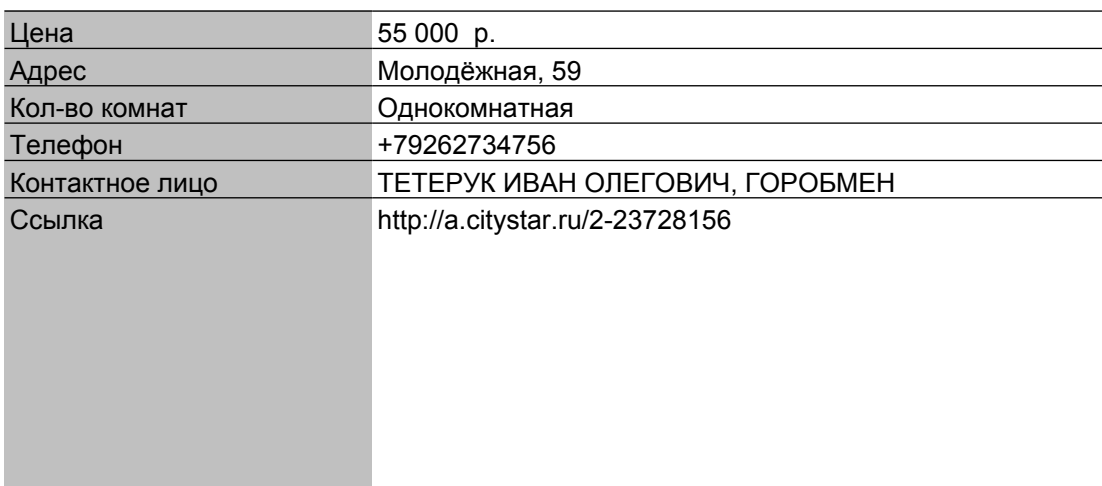 Цена 55 000 р.
Адрес Молодёжная, 59
Кол-во комнат Однокомнатная
Телефон +79262734756
Контактное лицо ТЕТЕРУК ИВАН ОЛЕГОВИЧ, ГОРОБМЕН
Ссылка http://a.citystar.ru/2-23728156